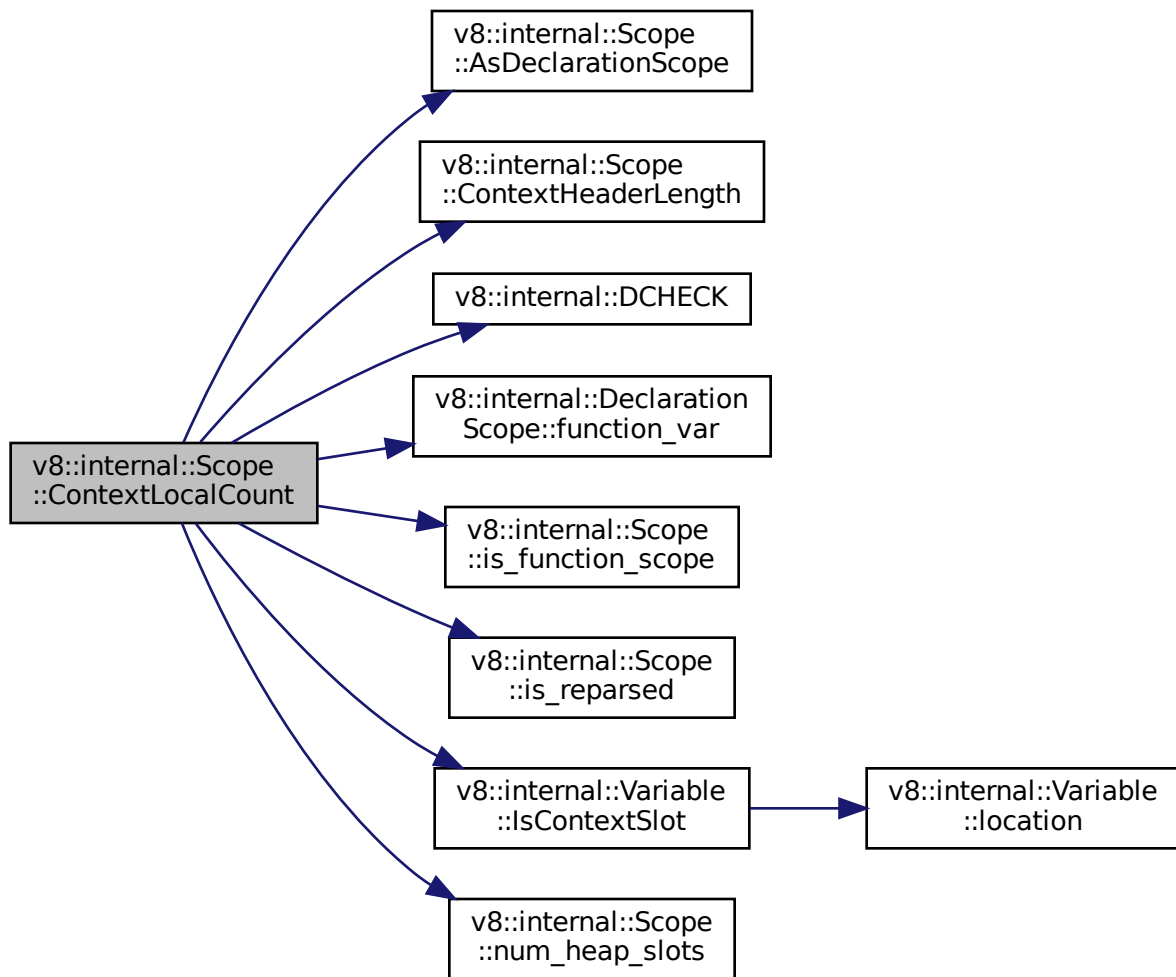 v8::internal::Scope
::AsDeclarationScope
v8::internal::Scope
::ContextHeaderLength
v8::internal::DCHECK
v8::internal::Declaration
Scope::function_var
v8::internal::Scope
::ContextLocalCount
v8::internal::Scope
::is_function_scope
v8::internal::Scope
::is_reparsed
v8::internal::Variable
::IsContextSlot
v8::internal::Variable
::location
v8::internal::Scope
::num_heap_slots